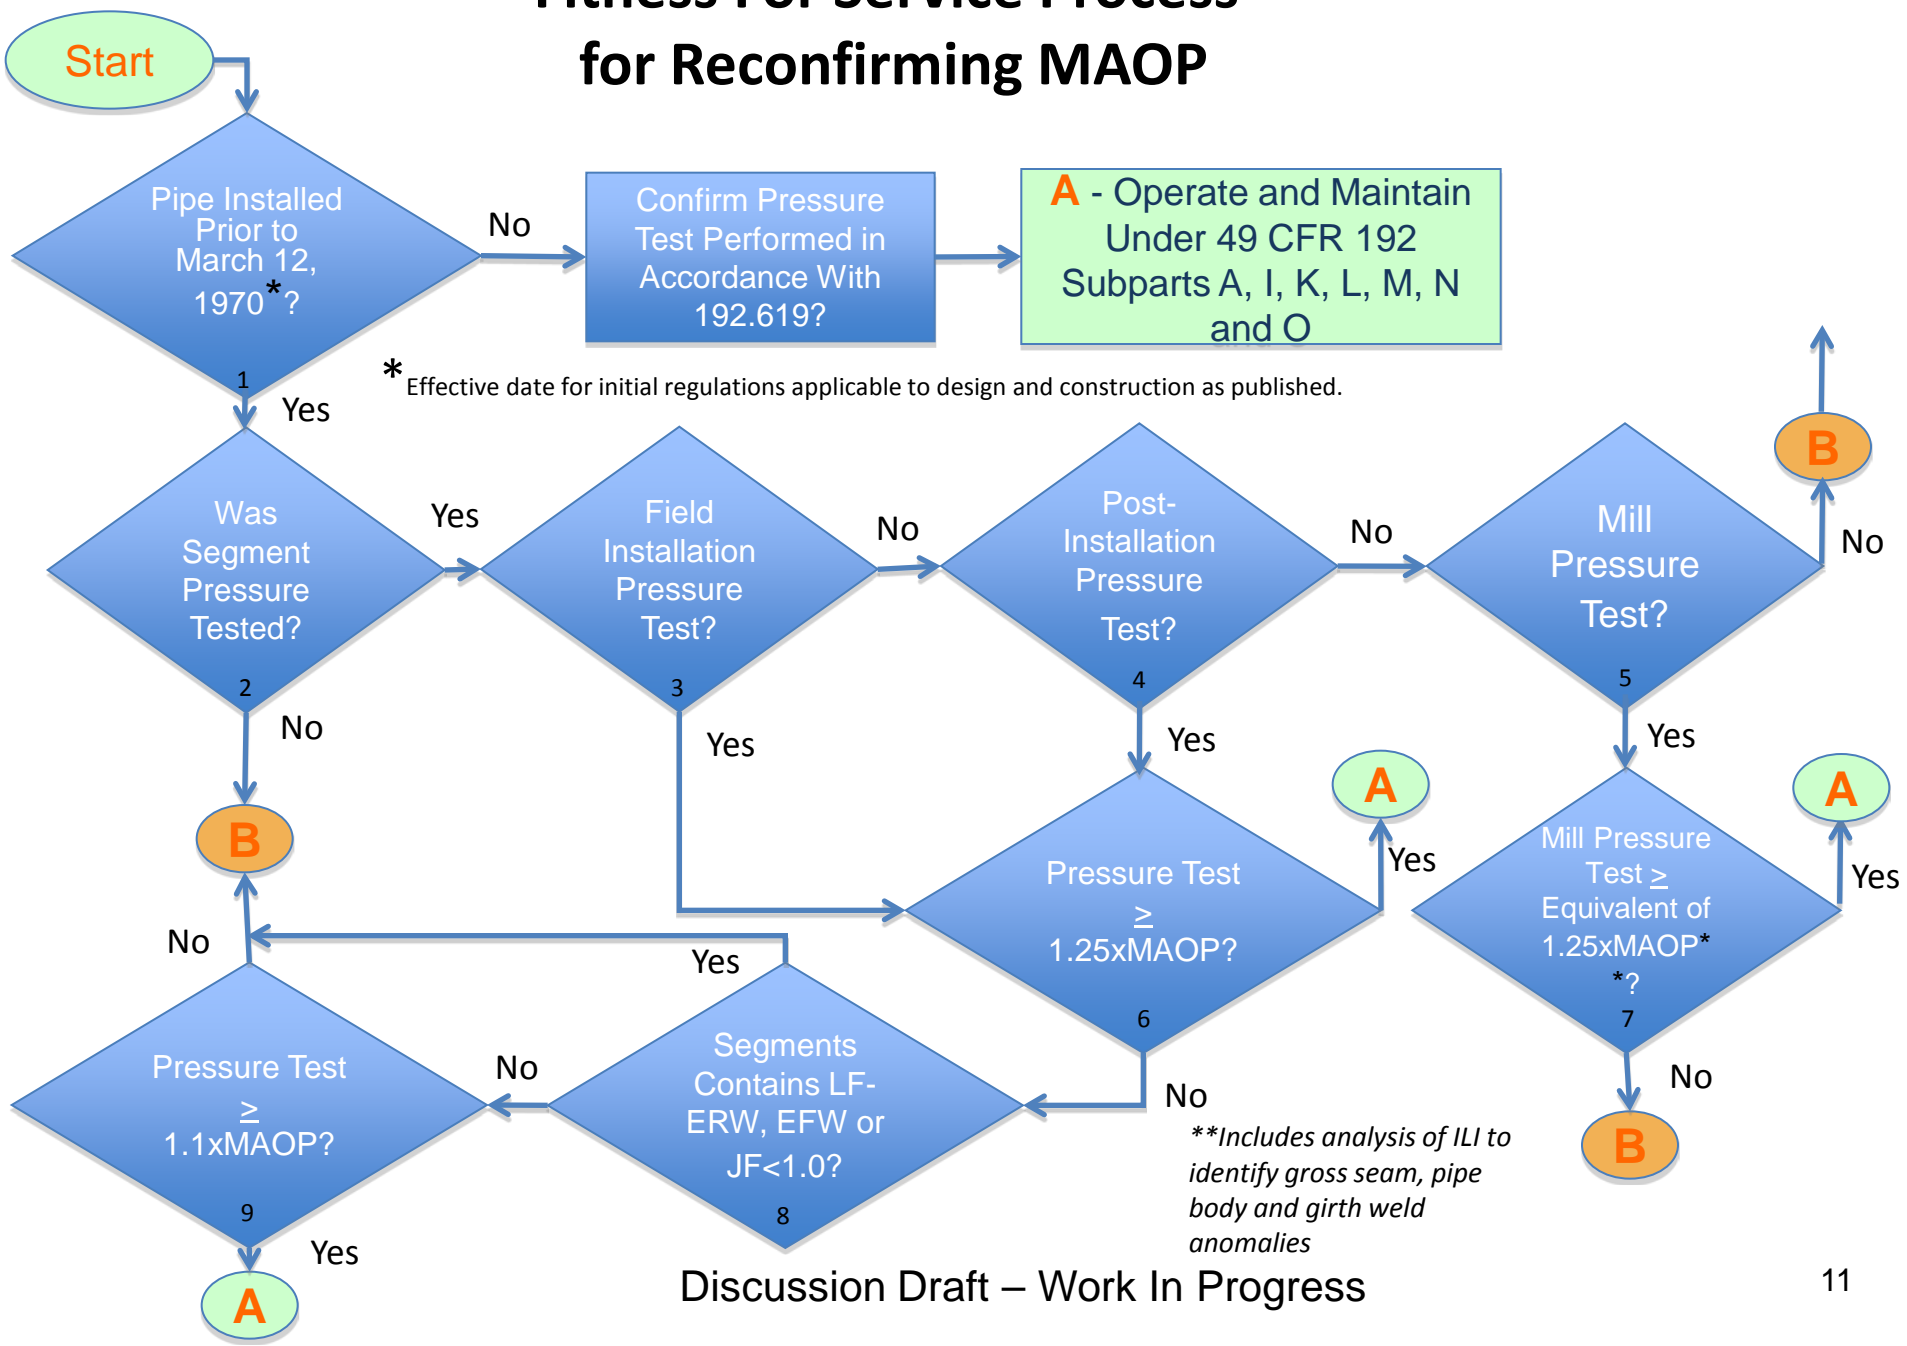 Fitness For Service Process
for Reconfirming MAOP
Start
Pipe Installed
Prior to
March 12,
1970*?
1
No
Confirm Pressure
Test Performed in
Accordance With
192.619?
A - Operate and Maintain
Under 49 CFR 192
Subparts A, I, K, L, M, N
and O
*Effective date for initial regulations applicable to design and construction as published.
Yes
Was
Segment
Pressure
Tested?
2
Yes
Field
Installation
Pressure
Test?
3
No
Post-
Installation
Pressure
Test?
4
No
Mill
Pressure
Test?
5
B
No
No
Yes
Yes
Yes
B
A
A
Pressure Test
≥
1.25xMAOP?
6
Yes
Mill Pressure
Test ≥
Equivalent of
1.25xMAOP*
*?
7
Yes
No
Yes
Pressure Test
≥
1.1xMAOP?
9
No
Segments
Contains LF-
ERW, EFW or
JF<1.0?
8
No
No
B
**Includes analysis of ILI to
identify gross seam, pipe
body and girth weld
anomalies
Yes
A
Discussion Draft – Work In Progress
11